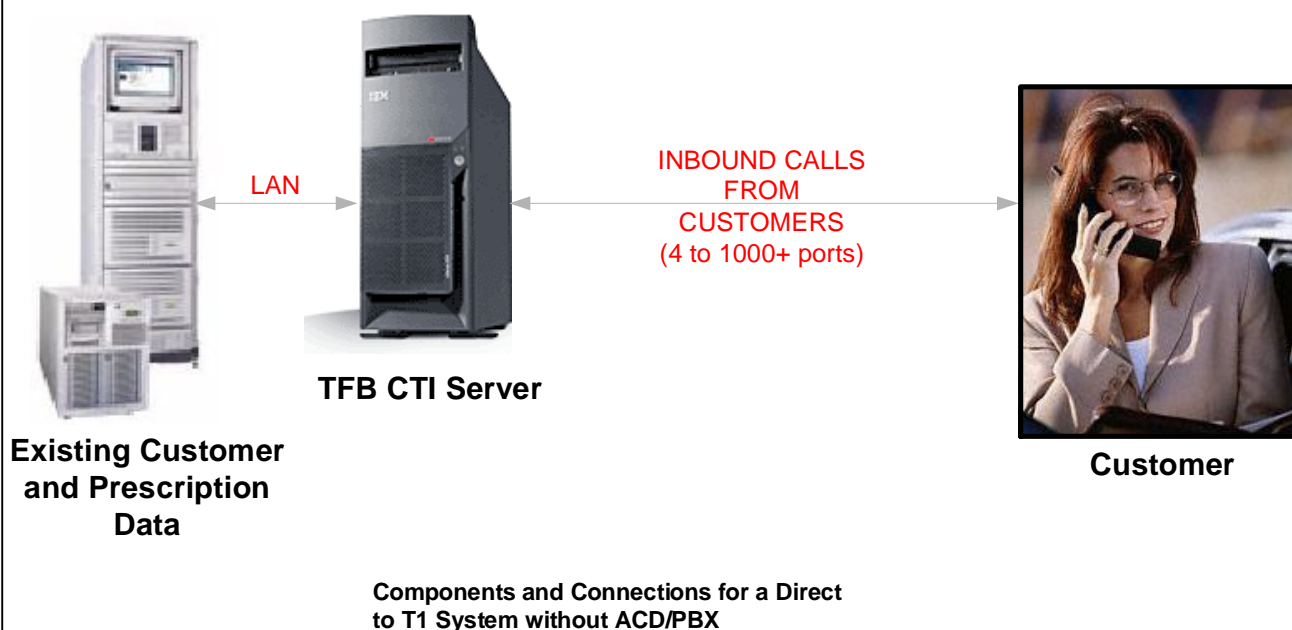 LAN
INBOUND CALLS
FROM
CUSTOMERS
(4 to 1000+ ports)
IBM
TFB CTI Server
Existing Customer
and Prescription
Data
Customer
Components and Connections for a Direct
to T1 System without ACD/PBX